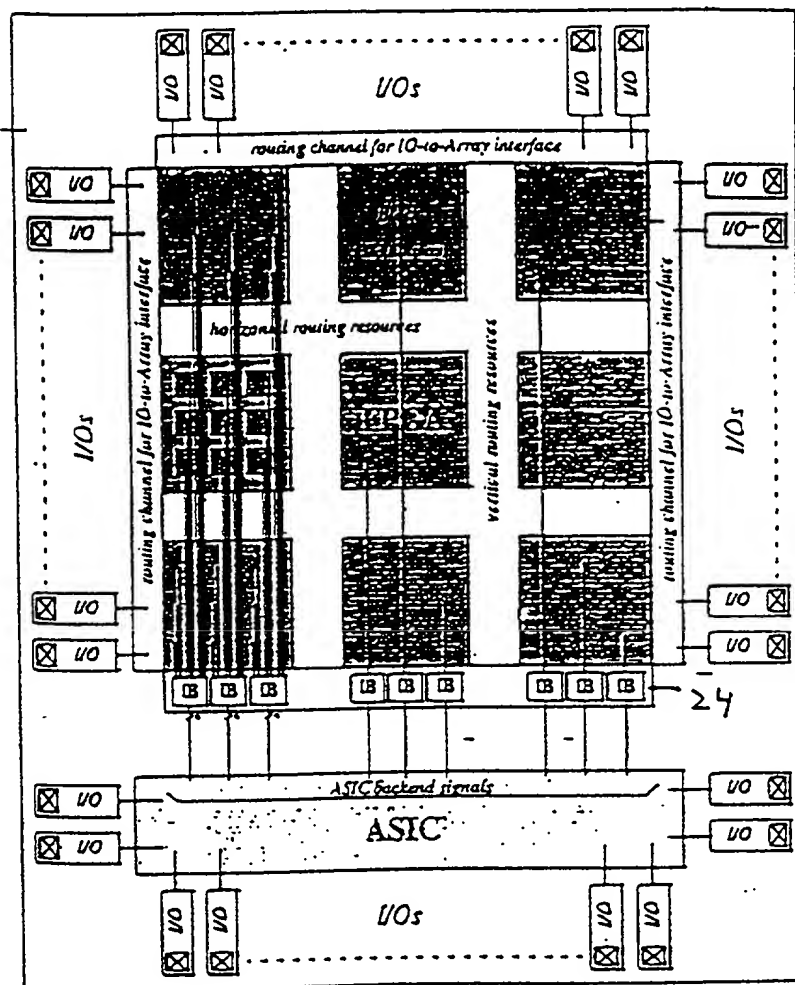 I/O I/O I/O I/O
I/Os
routing channel for IO-to-Array interface
I/O I/O
I/O I/O
routing channel for IO-to-Array interface
routing channel for IO-to-Array interface
horizontal routing resources
vertical routing resources
FPGA
I/Os
I/Os
I/O I/O
I/O I/O
IB IB IB IB IB IB IB IB IB
24
ASIC backend signals
I/O I/O
ASIC
I/O I/O
I/O I/O I/O I/O
I/Os